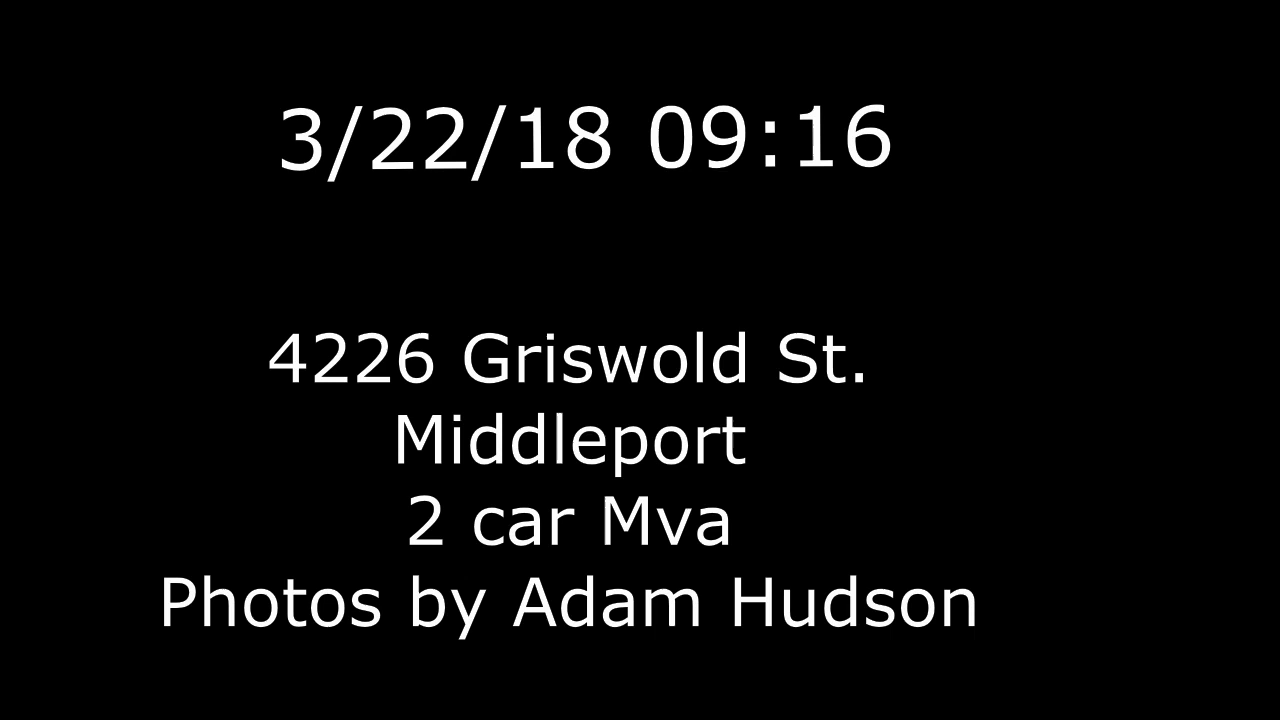 3/22/18 09:16
4226 Griswold St.
Middleport
2 car Mva
Photos by Adam Hudson